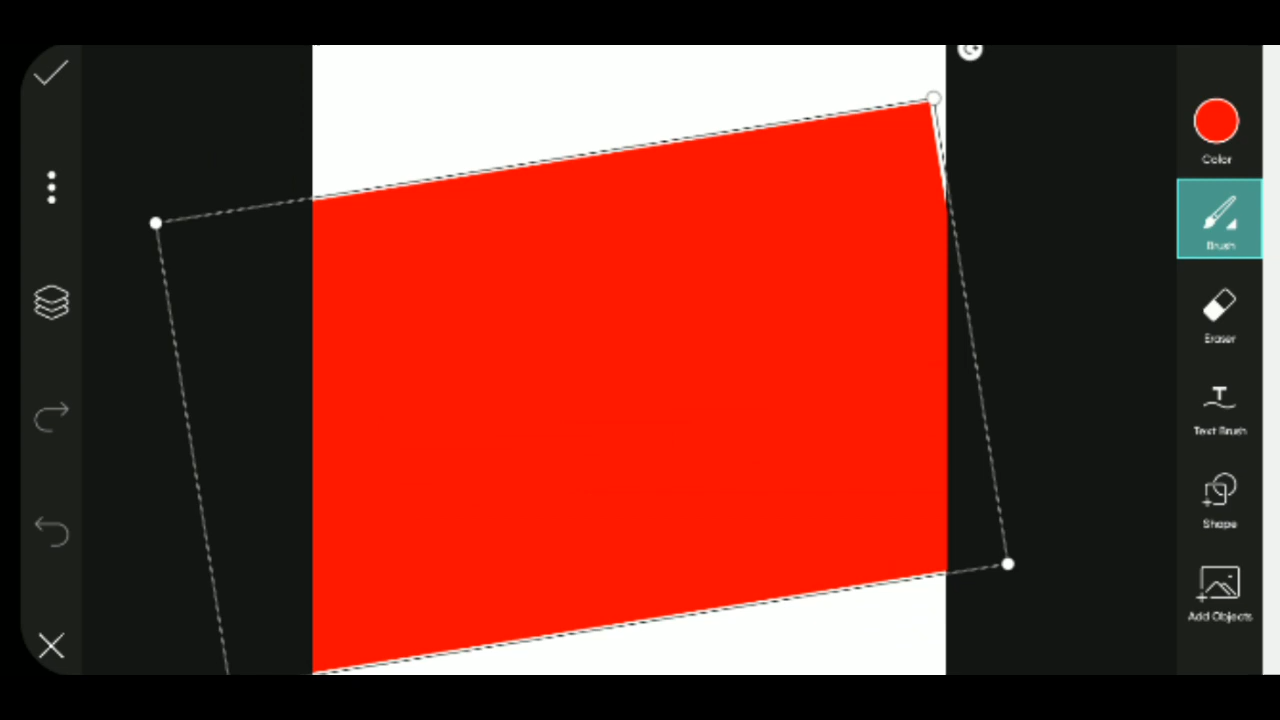 Color
Brush
Eraser
Text Brush
Shape
Add Objects